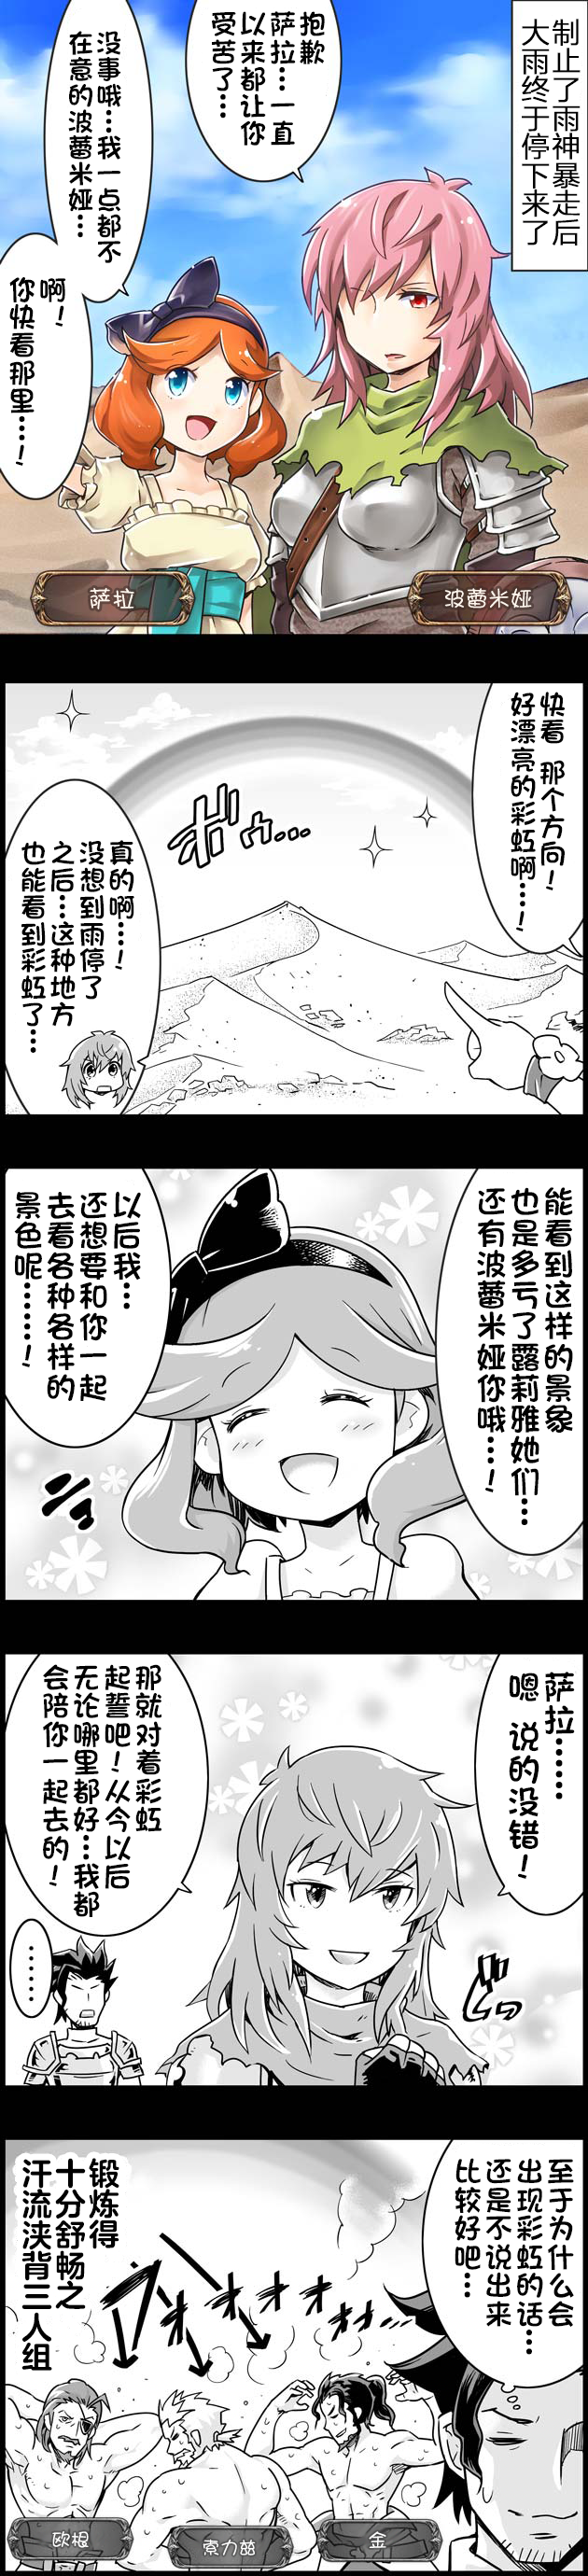 制止了雨神暴走后
大雨终于停下来了
抱歉
萨拉…一直
以来都让你
受苦了…
没事哦…我一点都不
在意的波蕾米娅…
啊！
你快看那里…！
萨拉
波蕾米娅
快看 那个方向！
好漂亮的彩虹啊…！
ボウ…
真的啊…！
没想到雨停了
之后…这种地方
也能看到彩虹了…
能看到这样的景象
也是多亏了露莉雅她们…
还有波蕾米娅你哦…！
以后我…
还想要和你一起
去看各种各样的
景色呢……！
萨拉……
嗯 说的没错！
那就对着彩虹
起誓吧！从今以后
无论哪里都好…我都
会陪你一起去的！
……
至于为什么会
出现彩虹的话…
还是不说出来
比较好吧…
锻炼得
十分舒畅之
汗流浃背三人组
欧根
索力兹
金